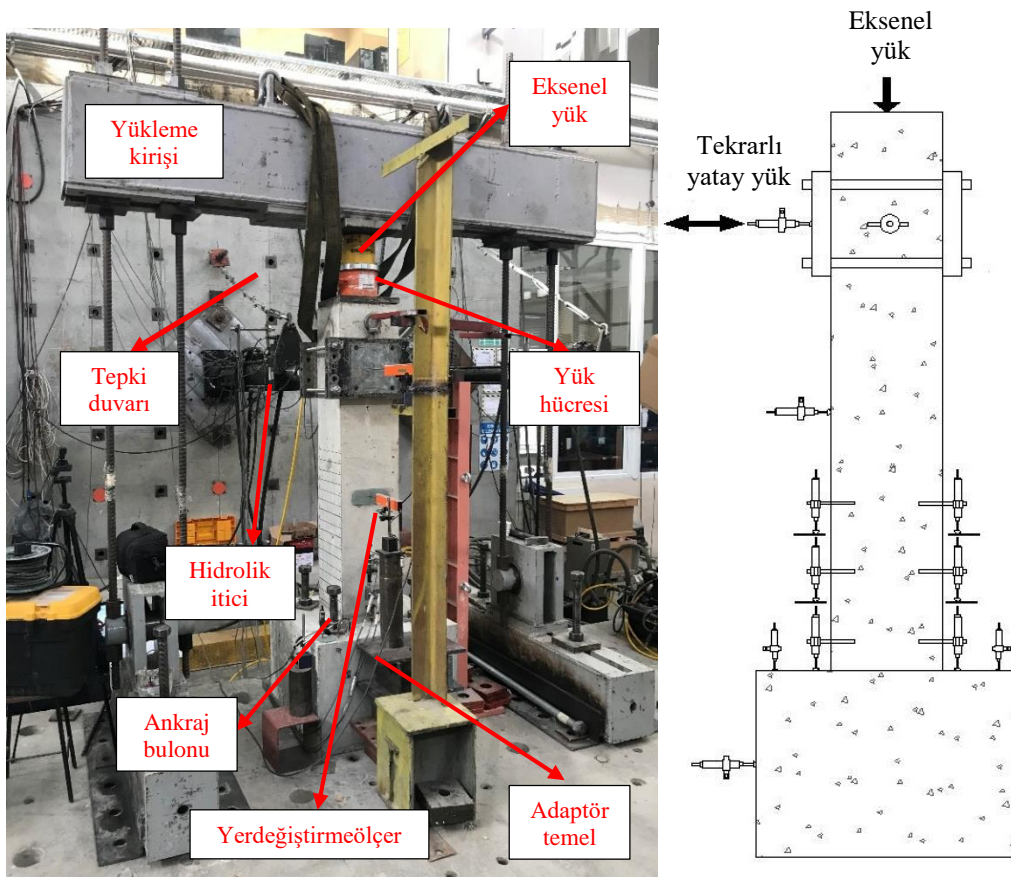 Yükleme
kirişi
Eksenel
yük
Tepki
duvarı
Yük
hücresi
Hidrolik
itici
Ankraj
bulonu
Yerdeğiştirmeölçer
Adaptör
temel
Eksenel
yük
Tekrarlı
yatay yük